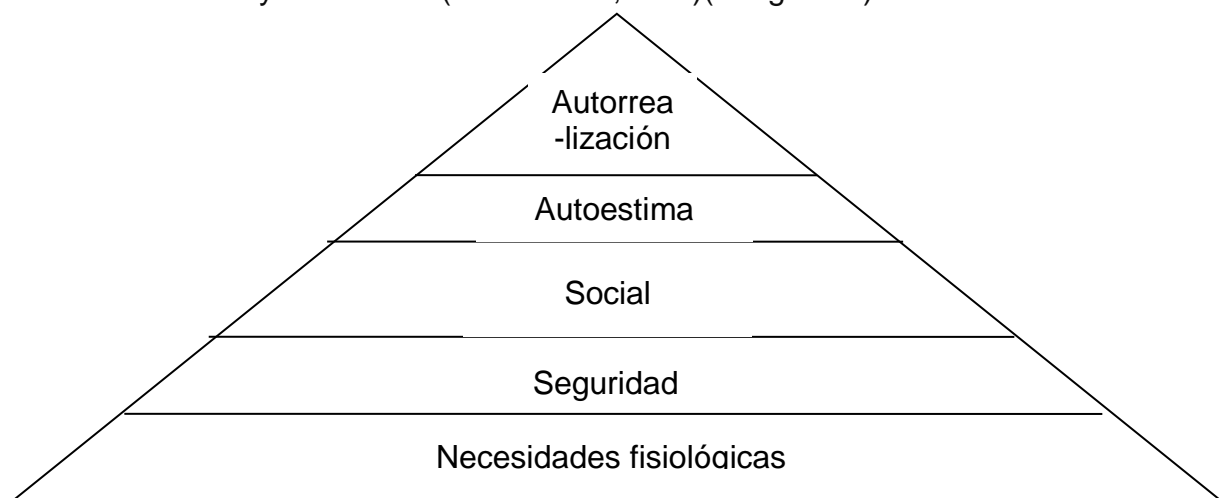 y
Autorrea
-lización
Autoestima
Social
Seguridad
Necesidades fisiológicas